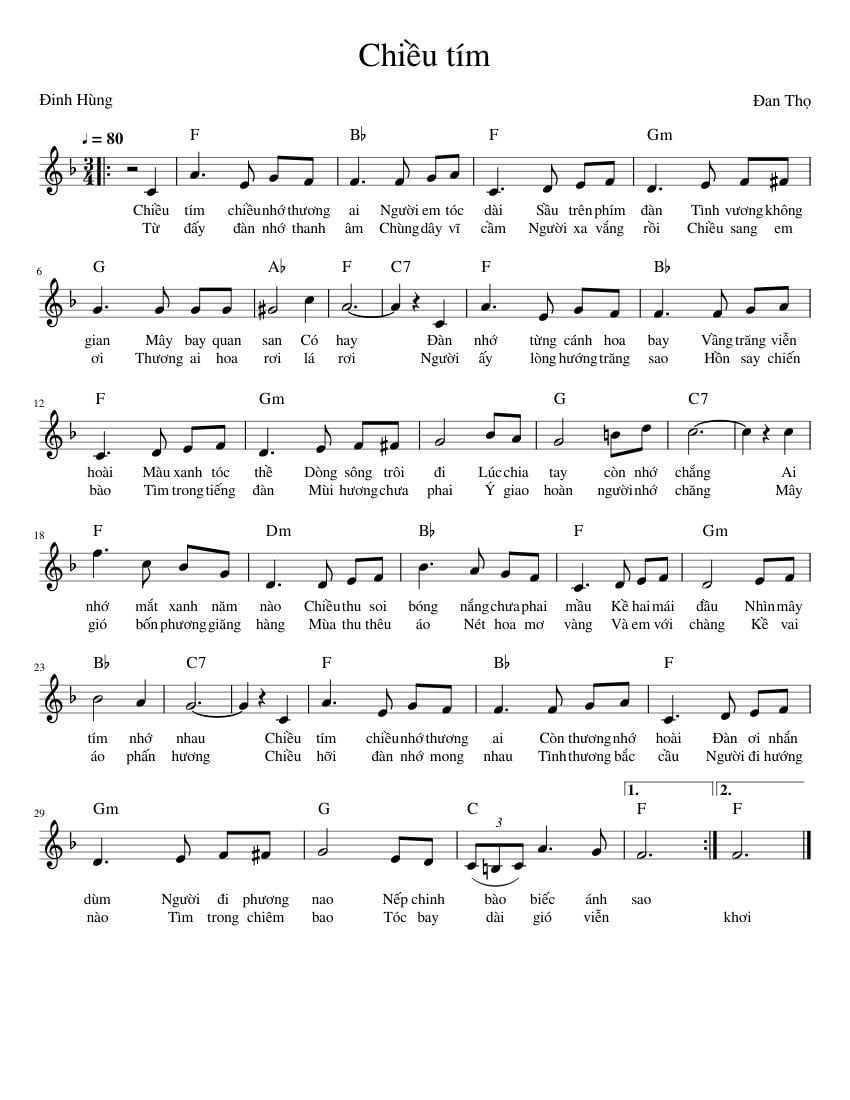 Chiều tím
Đinh Hùng
Đan Thọ
♩ = 80
F B♭ F Gm
3/4
Chiều tím chiều nhớ thương ai Người em tóc dài Sầu trên phím đàn Tình vương không
Từ đấy đàn nhớ thanh âm Chùng dây vĩ cầm Người xa vắng rồi Chiều sang em
6
G A♭ F C7 F B♭
gian Mây bay quan san Có hay Đàn nhớ từng cánh hoa bay Vầng trăng viễn
ơi Thương ai hoa rơi lá rơi Người ấy lòng hướng trăng sao Hồn say chiến
12
F Gm G C7
hoài Màu xanh tóc thề Dòng sông trôi đi Lúc chia tay còn nhớ chắng Ai
bào Tìm trong tiếng đàn Mùi hương chưa phai Ý giao hoàn người nhớ chăng Mây
18
F Dm B♭ F Gm
nhớ mắt xanh năm nào Chiều thu soi bóng nắng chưa phai mầu Kề hai mái đầu Nhìn mây
gió bốn phương giăng hàng Mùa thu thêu áo Nét hoa mơ vàng Và em với chàng Kề vai
23
B♭ C7 F B♭ F
tím nhớ nhau Chiều tím chiều nhớ thương ai Còn thương nhớ hoài Đàn ơi nhắn
áo phấn hương Chiều hỡi đàn nhớ mong nhau Tình thương bắc cầu Người đi hướng
29
Gm G C F F
3
1. 2.
dùm Người đi phương nao Nếp chinh bào biếc ánh sao
nào Tìm trong chiêm bao Tóc bay dài gió viễn khơi